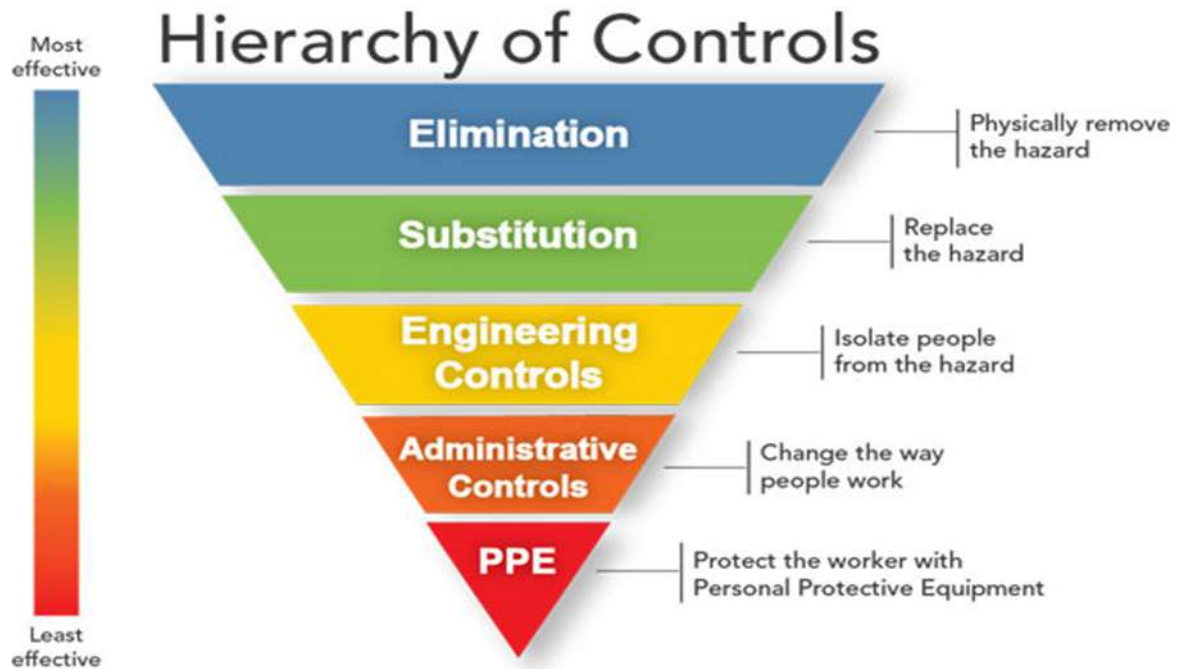 Hierarchy of Controls
Most
effective
Elimination
Physically remove
the hazard
Substitution
Replace
the hazard
Engineering
Controls
Isolate people
from the hazard
Administrative
Controls
Change the way
people work
PPE
Protect the worker with
Personal Protective Equipment
Least
effective